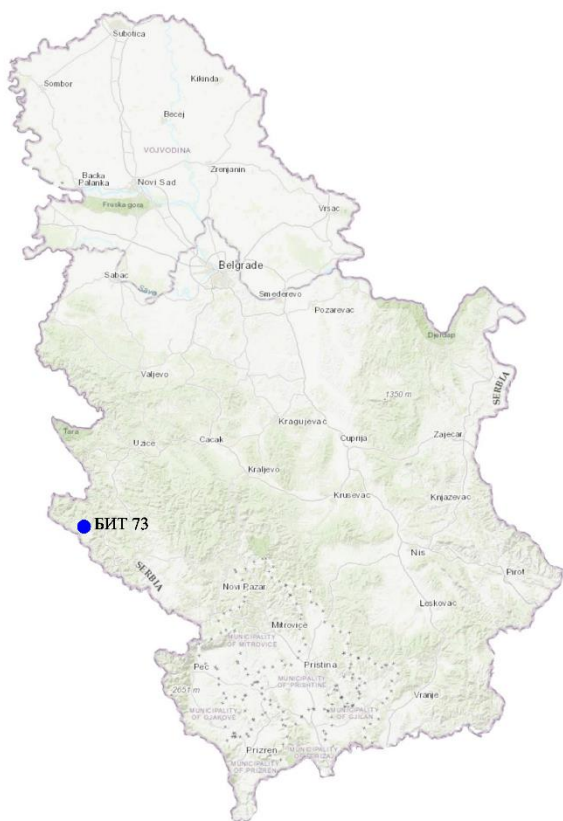 Subotica
Kikinda
Sombor
Becej
VOJVODINA
Zrenjanin
Backa
Palanka
Novi Sad
Fruska gora
Vrsac
Belgrade
Sabac
Sava
Smederevo
Pozarevac
Djerdap
Valjevo
1350 m
SERBIA
Kragujevac
Tara
Uzice
Cacak
Cuprija
Zajecar
Kraljevo
Krusevac
Knjazevac
БИТ 73
Nis
Pirot
SERBIA
Novi Pazar
Leskovac
Mitrovice
MUNICIPALITY
OF MITROVICE
Pec
Pristina
2651 m
MUNICIPALITY
OF PRISHTINE
Vranje
MUNICIPALITY
OF GJAKOVE
MUNICIPALITY
OF GJILAN
Prizren
MUNICIPALITY
MUNICIPALITY
OF PRIZREN